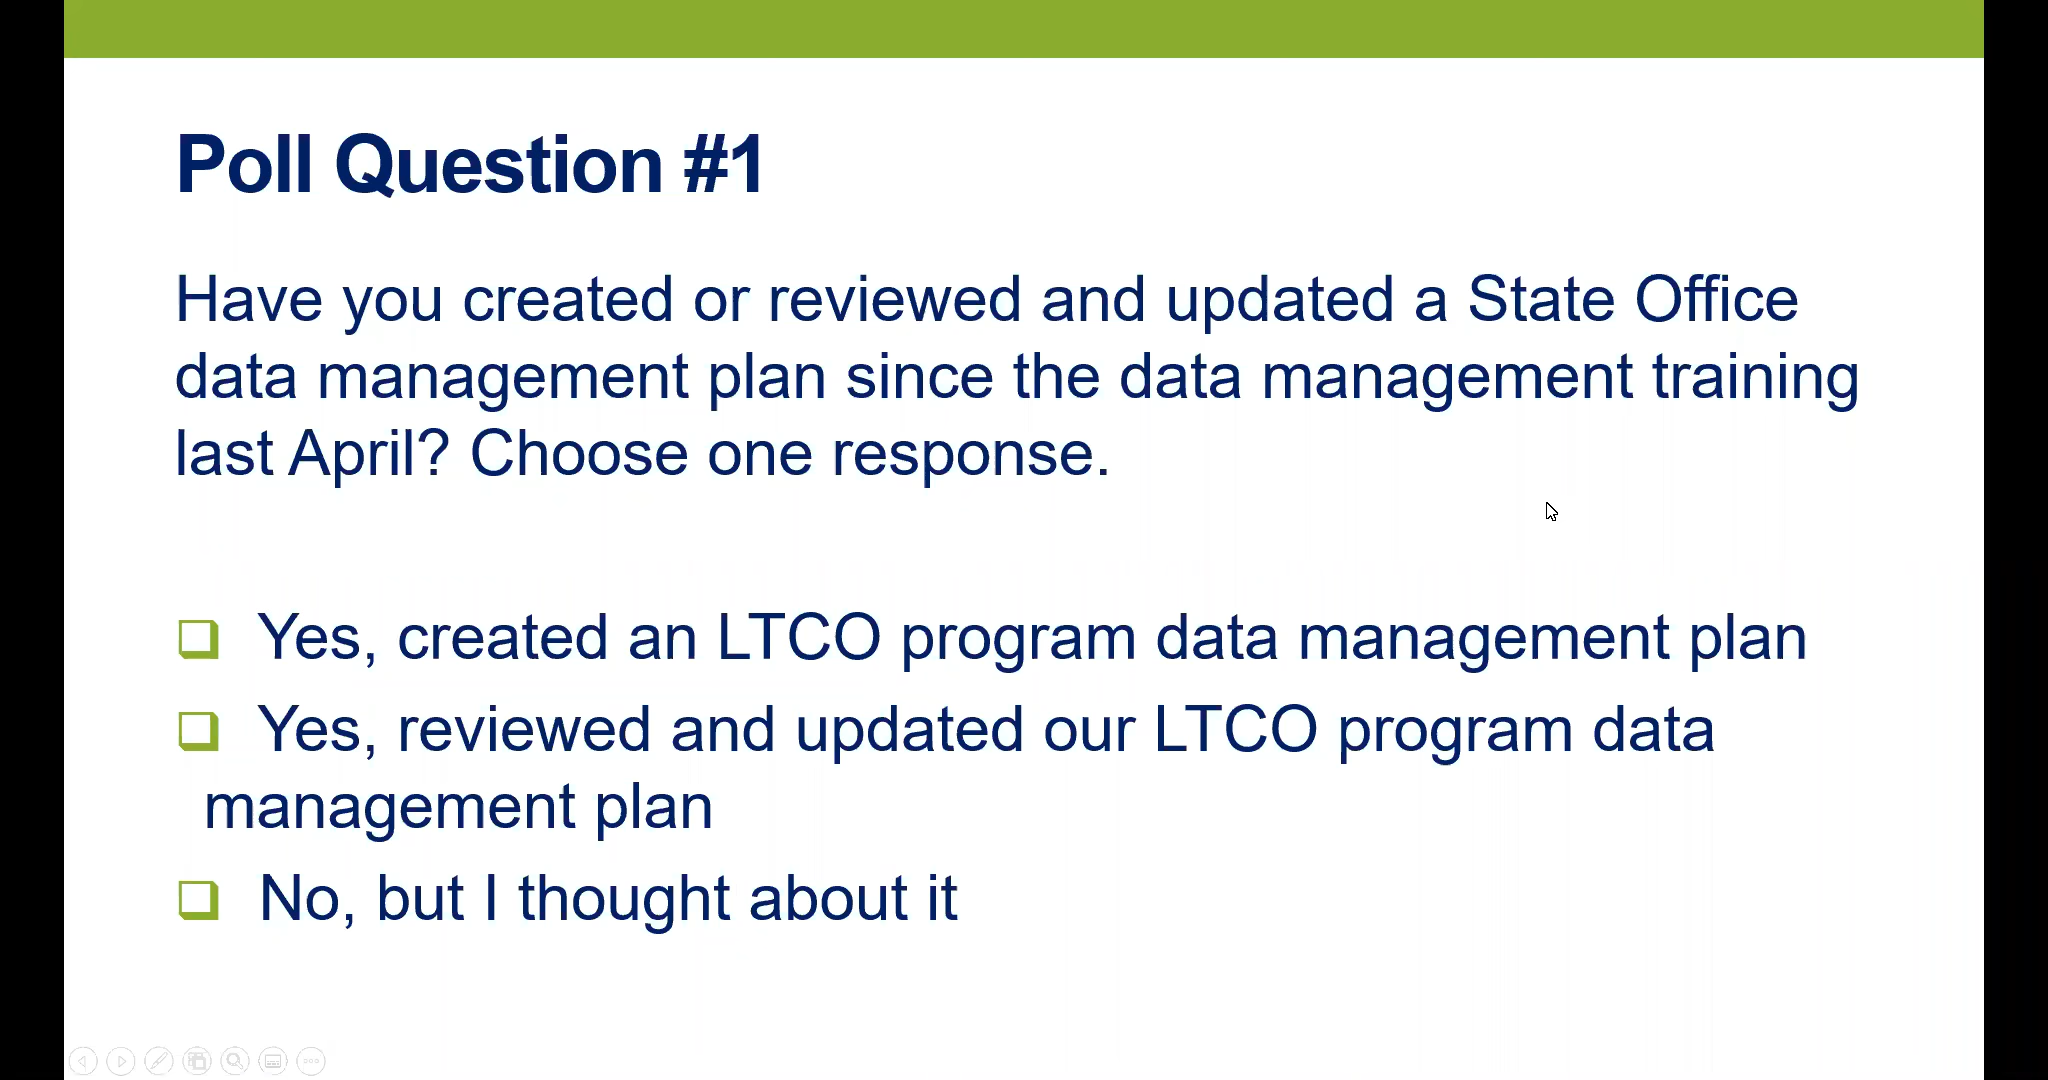 Poll Question #1
Have you created or reviewed and updated a State Office
data management plan since the data management training
last April? Choose one response.
Yes, created an LTCO program data management plan
Yes, reviewed and updated our LTCO program data
management plan
No, but I thought about it